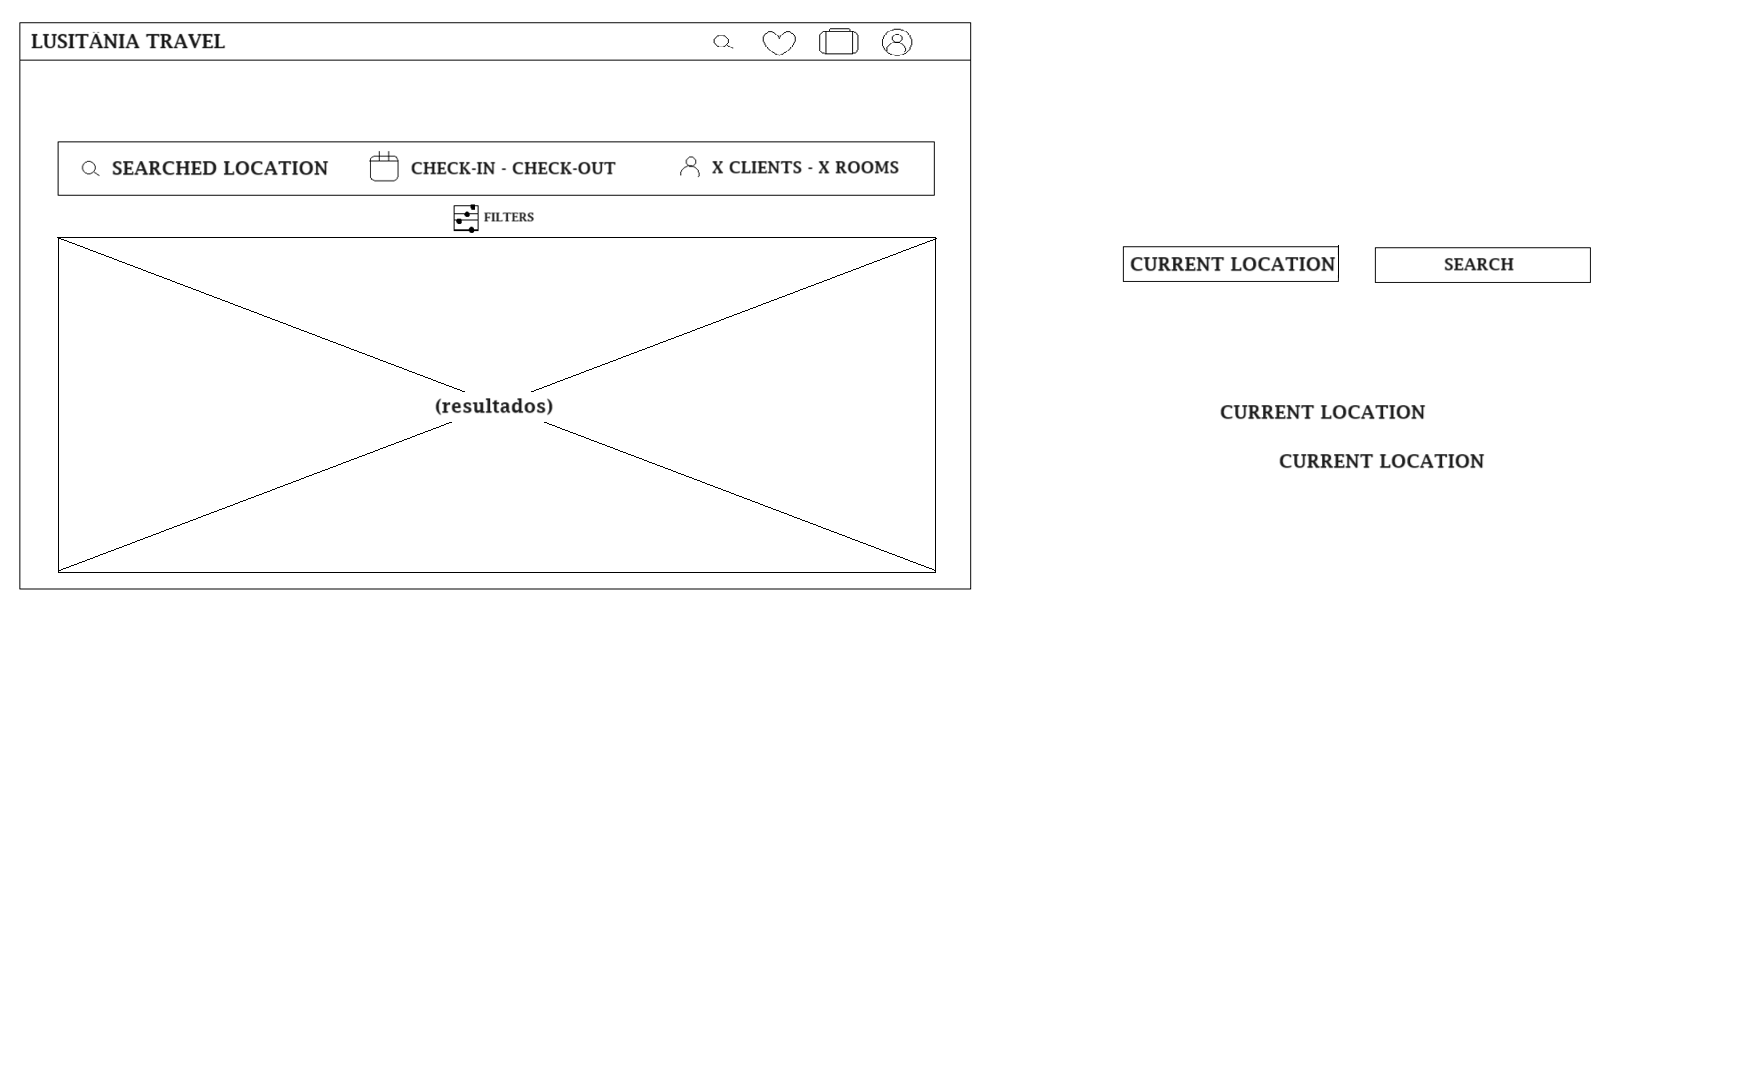 LUSITÂNIA TRAVEL
SEARCHED LOCATION
CHECK-IN - CHECK-OUT
X CLIENTS - X ROOMS
FILTERS
(resultados)
CURRENT LOCATION
SEARCH
CURRENT LOCATION
CURRENT LOCATION